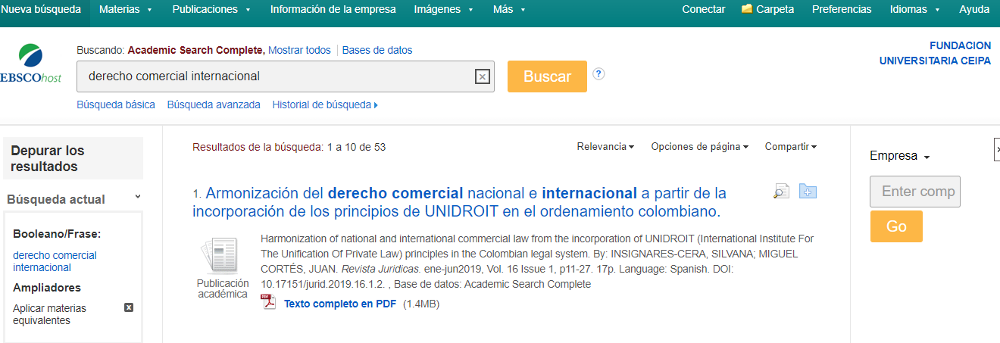 Nueva búsqueda Materias Publicaciones Información de la empresa Imágenes Más Conectar Carpeta Preferencias Idiomas Ayuda
EBSCOhost
Buscando: Academic Search Complete, Mostrar todos Bases de datos
derecho comercial internacional
Buscar
?
Búsqueda básica Búsqueda avanzada Historial de búsqueda
FUNDACION
UNIVERSITARIA CEIPA
Depurar los
resultados
Búsqueda actual
Booleano/Frase:
derecho comercial
internacional
Ampliadores
Aplicar materias
equivalentes
Resultados de la búsqueda: 1 a 10 de 53
Relevancia Opciones de página Compartir
1. Armonización del derecho comercial nacional e internacional a partir de la
incorporación de los principios de UNIDROIT en el ordenamiento colombiano.
Publicación
académica
Harmonization of national and international commercial law from the incorporation of UNIDROIT (International Institute For
The Unification Of Private Law) principles in the Colombian legal system. By: INSIGNARES-CERA, SILVANA; MIGUEL
CORTÉS, JUAN. Revista Juridicas. ene-jun2019, Vol. 16 Issue 1, p11-27. 17p. Language: Spanish. DOI:
10.17151/jurid.2019.16.1.2. , Base de datos: Academic Search Complete
PDF Texto completo en PDF (1.4MB)
Empresa
Enter comp
Go